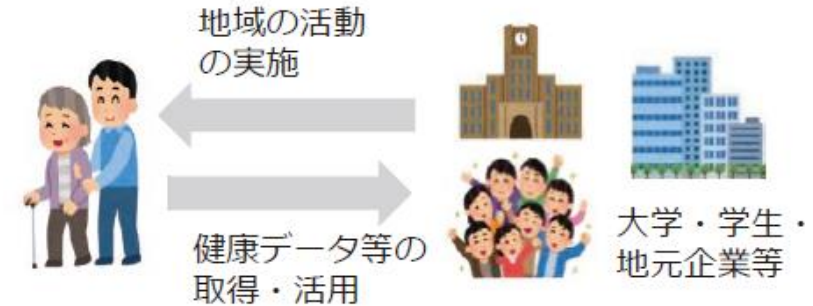 地域の活動
の実施
健康データ等の
取得・活用
大学・学生・
地元企業等